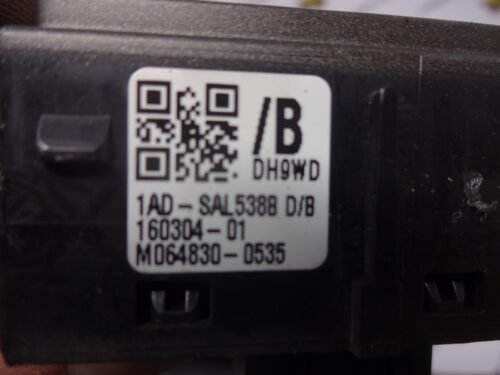 /B
DH9WD
1AD-SAL538B D/B
160304-01
M064830-0535